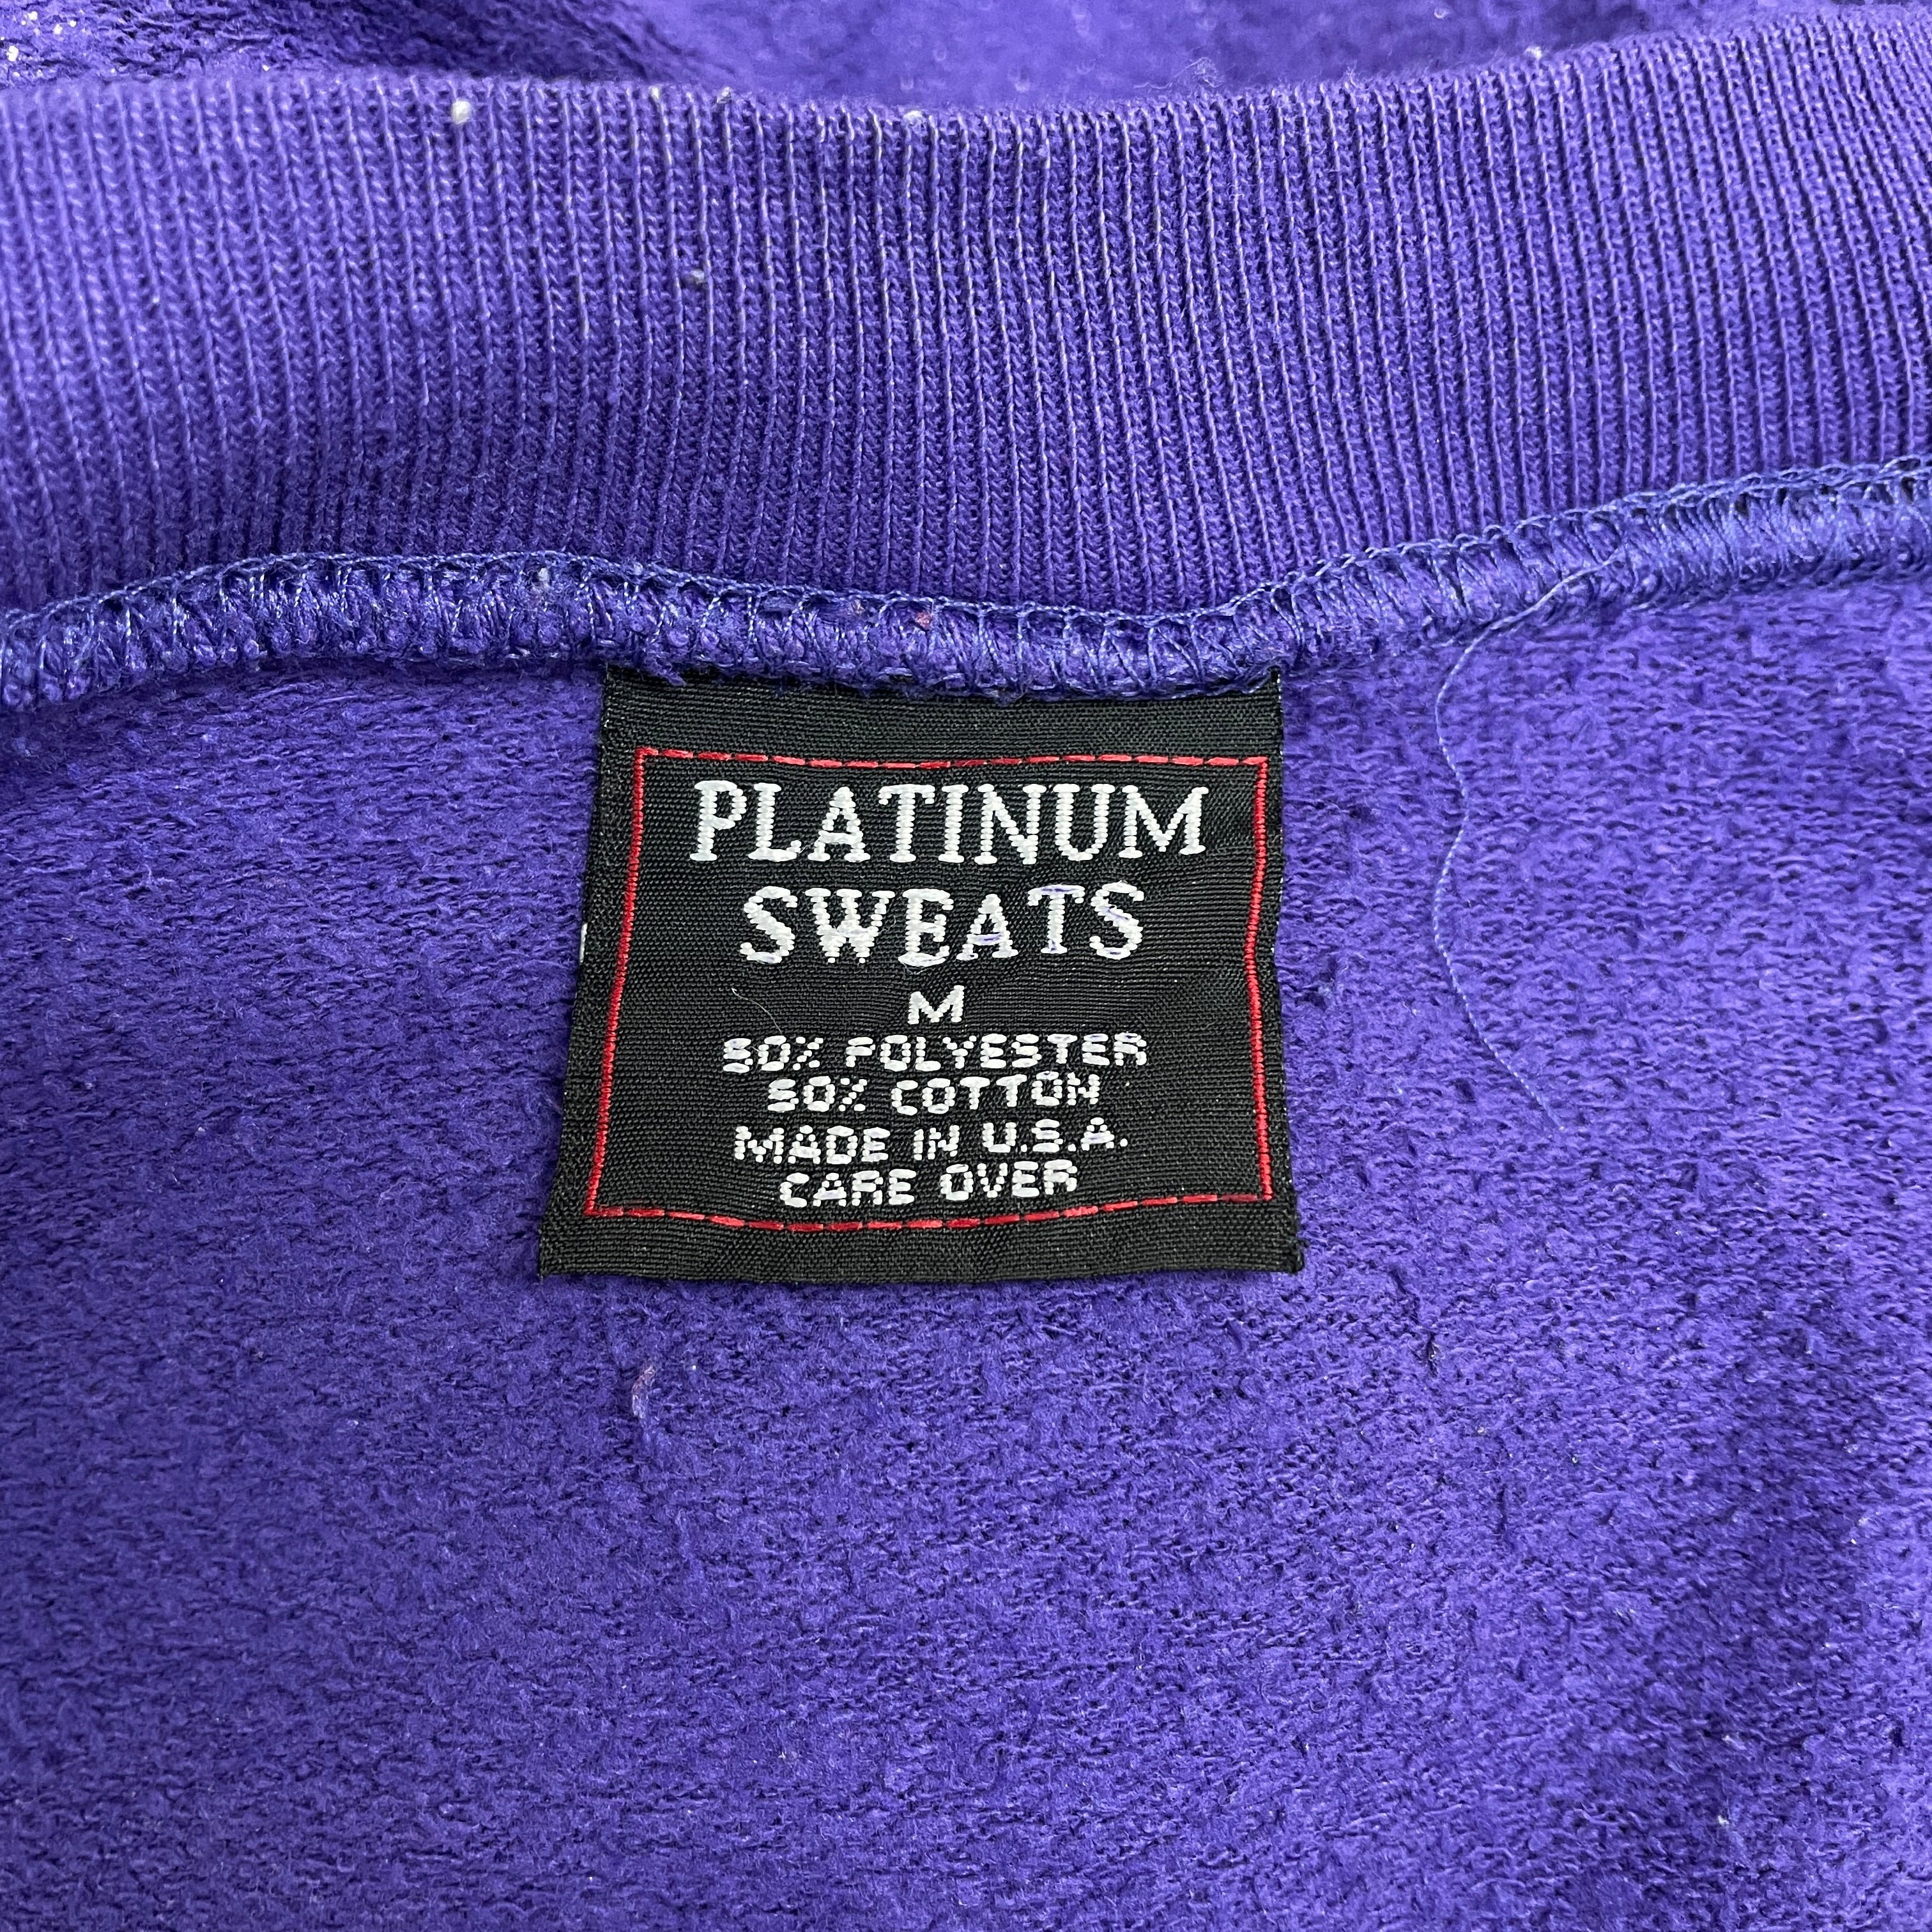 PLATINUM
SWEATS
M
50% POLYESTER
50% COTTON
MADE IN U.S.A.
CARE OVER